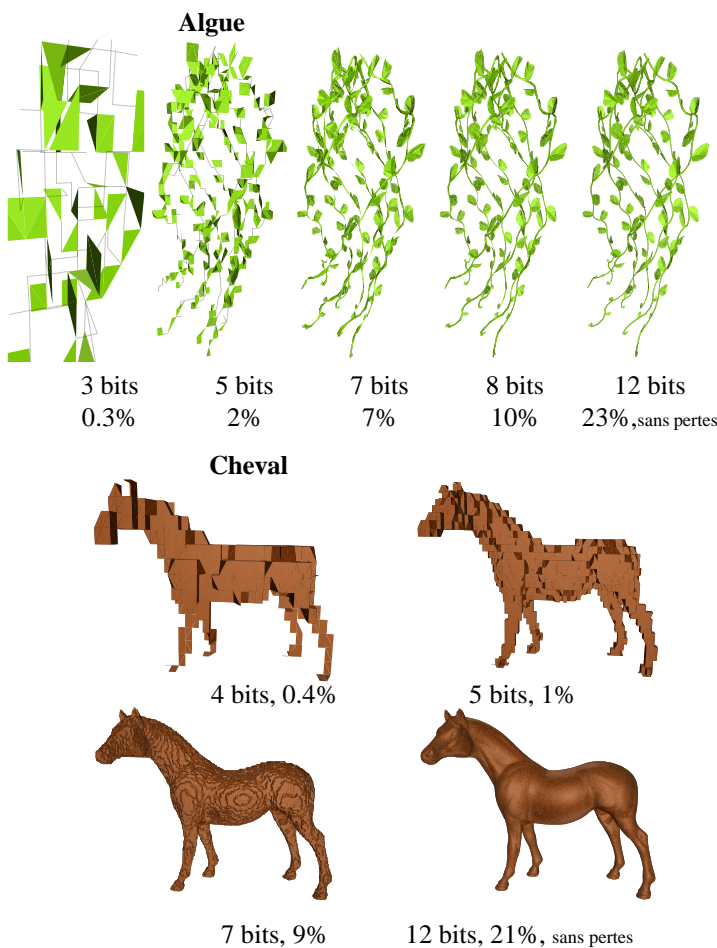 Algue
3 bits 5 bits 7 bits 8 bits 12 bits
0.3% 2% 7% 10% 23%,sans pertes
Cheval
4 bits, 0.4% 5 bits, 1%
7 bits, 9% 12 bits, 21%, sans pertes